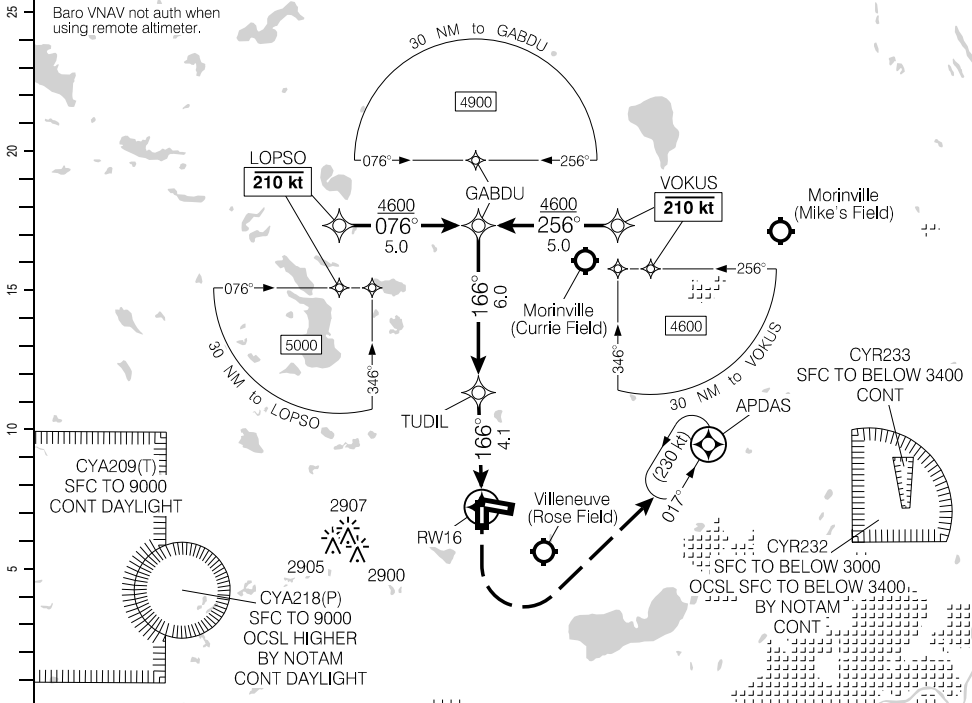 25
Baro VNAV not auth when
using remote altimeter.
30 NM to GABDU
4900
20
076°
256°
LOPSO
210 kt
GABDU
VOKUS
210 kt
Morinville
(Mike's Field)
4600
076°
5.0
4600
256°
5.0
166°
6.0
Morinville
(Currie Field)
15
076°
5000
346°
30 NM to LOPSO
256°
4600
346°
30 NM to VOKUS
CYR233
SFC TO BELOW 3400
CONT
TUDIL
APDAS
10
166°
4.1
(230 kt)
017°
CYA209(T)
SFC TO 9000
CONT DAYLIGHT
2907
2905
2900
RW16
Villeneuve
(Rose Field)
5
CYR232
SFC TO BELOW 3000
OCSL SFC TO BELOW 3400
BY NOTAM
CONT
CYA218(P)
SFC TO 9000
OCSL HIGHER
BY NOTAM
CONT DAYLIGHT